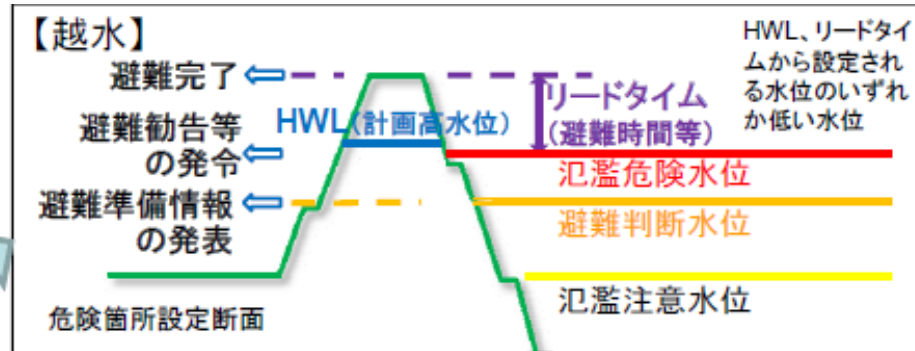 【越水】
避難完了
避難勧告等
の発令
避難準備情報
の発表
危険箇所設定断面
HWL(計画高水位)
リードタイム
(避難時間等)
HWL、リードタイ
ムから設定され
る水位のいずれ
か低い水位
氾濫危険水位
避難判断水位
氾濫注意水位